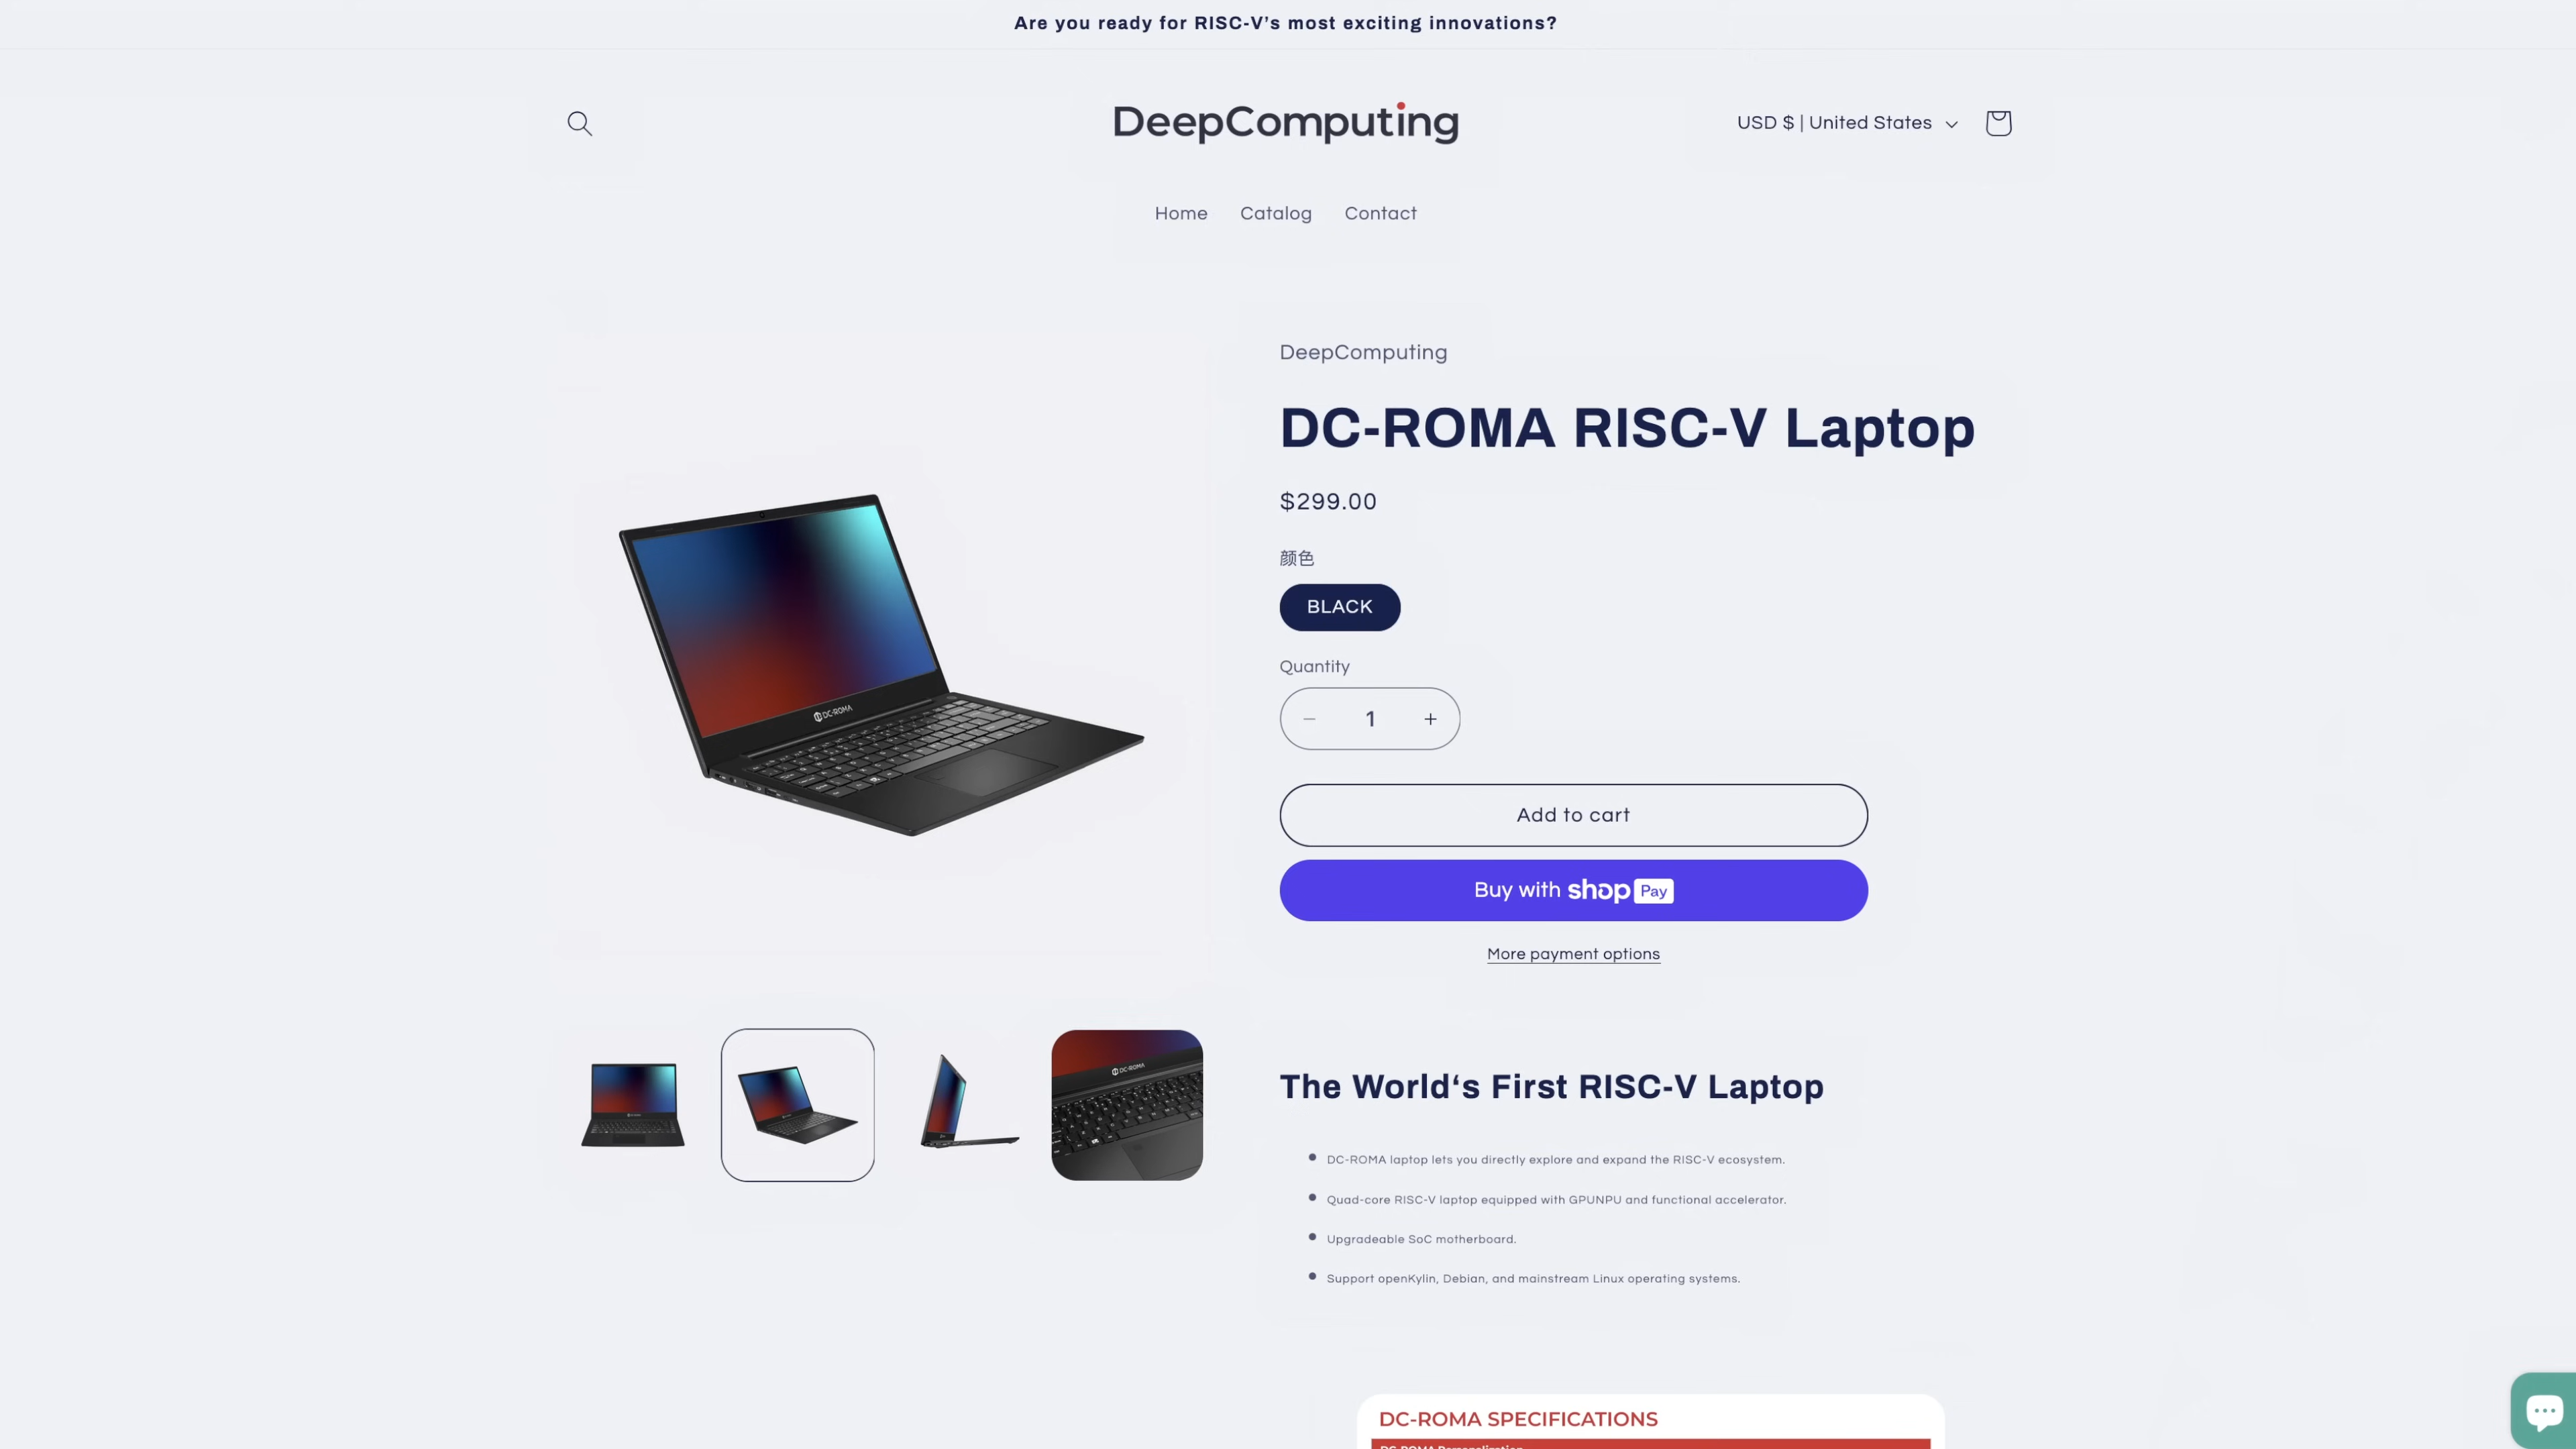 Are you ready for RISC-V’s most exciting innovations?
DeepComputing
USD $ | United States
Home Catalog Contact
DeepComputing
DC-ROMA RISC-V Laptop
$299.00
颜色
BLACK
Quantity
− 1 +
Add to cart
Buy with shop Pay
More payment options
DC-ROMA
DC-ROMA
The World‘s First RISC-V Laptop
DC-ROMA laptop lets you directly explore and expand the RISC-V ecosystem.
Quad-core RISC-V laptop equipped with GPUNPU and functional accelerator.
Upgradeable SoC motherboard.
Support openKylin, Debian, and mainstream Linux operating systems.
DC-ROMA SPECIFICATIONS